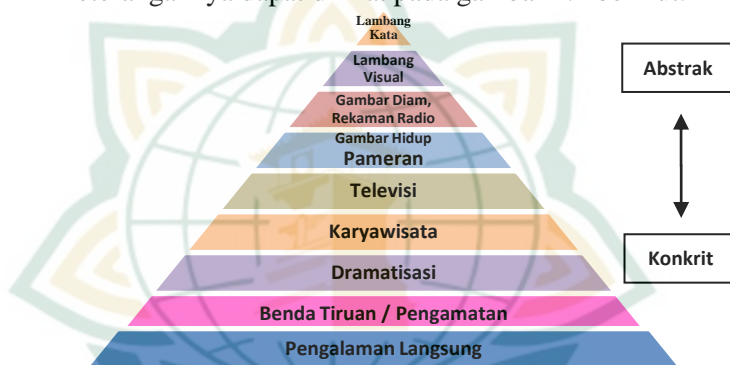 Lambang
Kata
Lambang
Visual
Gambar Diam,
Rekaman Radio
Gambar Hidup
Pameran
Televisi
Karyawisata
Dramatisasi
Benda Tiruan / Pengamatan
Pengalaman Langsung
Abstrak
Konkrit